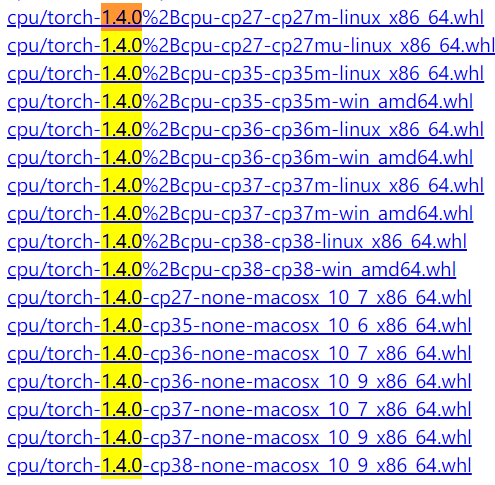 cpu/torch-1.4.0%2Bcpu-cp27-cp27m-linux_x86_64.whl
cpu/torch-1.4.0%2Bcpu-cp27-cp27mu-linux_x86_64.whl
cpu/torch-1.4.0%2Bcpu-cp35-cp35m-linux_x86_64.whl
cpu/torch-1.4.0%2Bcpu-cp35-cp35m-win_amd64.whl
cpu/torch-1.4.0%2Bcpu-cp36-cp36m-linux_x86_64.whl
cpu/torch-1.4.0%2Bcpu-cp36-cp36m-win_amd64.whl
cpu/torch-1.4.0%2Bcpu-cp37-cp37m-linux_x86_64.whl
cpu/torch-1.4.0%2Bcpu-cp37-cp37m-win_amd64.whl
cpu/torch-1.4.0%2Bcpu-cp38-cp38-linux_x86_64.whl
cpu/torch-1.4.0%2Bcpu-cp38-cp38-win_amd64.whl
cpu/torch-1.4.0-cp27-none-macosx_10_7_x86_64.whl
cpu/torch-1.4.0-cp35-none-macosx_10_6_x86_64.whl
cpu/torch-1.4.0-cp36-none-macosx_10_7_x86_64.whl
cpu/torch-1.4.0-cp36-none-macosx_10_9_x86_64.whl
cpu/torch-1.4.0-cp37-none-macosx_10_7_x86_64.whl
cpu/torch-1.4.0-cp37-none-macosx_10_9_x86_64.whl
cpu/torch-1.4.0-cp38-none-macosx_10_9_x86_64.whl